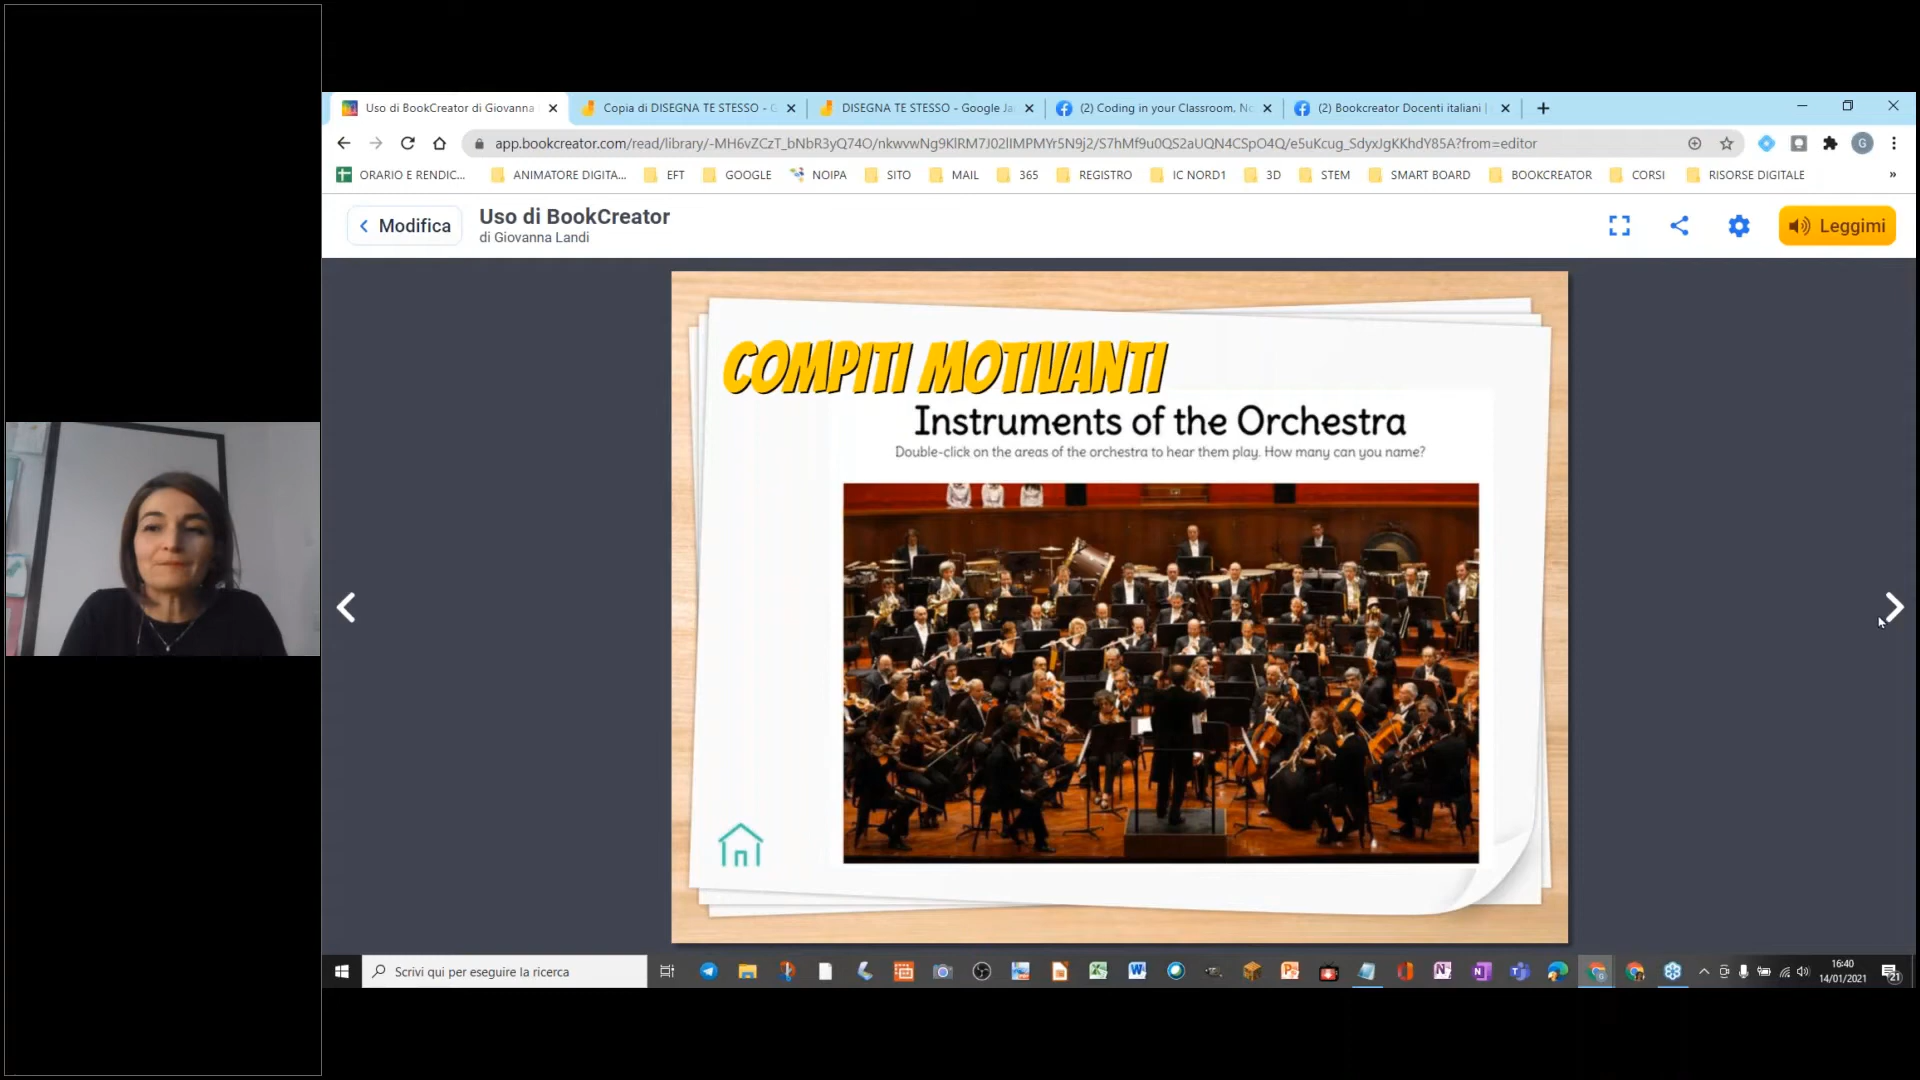 Uso di BookCreator di Giovanna
Copia di DISEGNA TE STESSO - G
DISEGNA TE STESSO - Google Ja
(2) Coding in your Classroom, No
(2) Bookcreator Docenti italiani |
app.bookcreator.com/read/library/-MH6vZCzT_bNbR3yQ74O/nkwvwNg9KlRM7J02lIMPMYr5N9j2/S7hMf9u0QS2aUQN4CSpO4Q/e5uKcug_SdyxJgKKhdY85A?from=editor
G
ORARIO E RENDIC...
ANIMATORE DIGITA...
EFT
GOOGLE
NOIPA
SITO
MAIL
365
REGISTRO
IC NORD1
3D
STEM
SMART BOARD
BOOKCREATOR
CORSI
RISORSE DIGITALE
»
Modifica
Uso di BookCreator
di Giovanna Landi
Leggimi
COMPITI MOTIVANTI
Instruments of the Orchestra
Double-click on the areas of the orchestra to hear them play. How many can you name?
Scrivi qui per eseguire la ricerca
16:40
14/01/2021
21